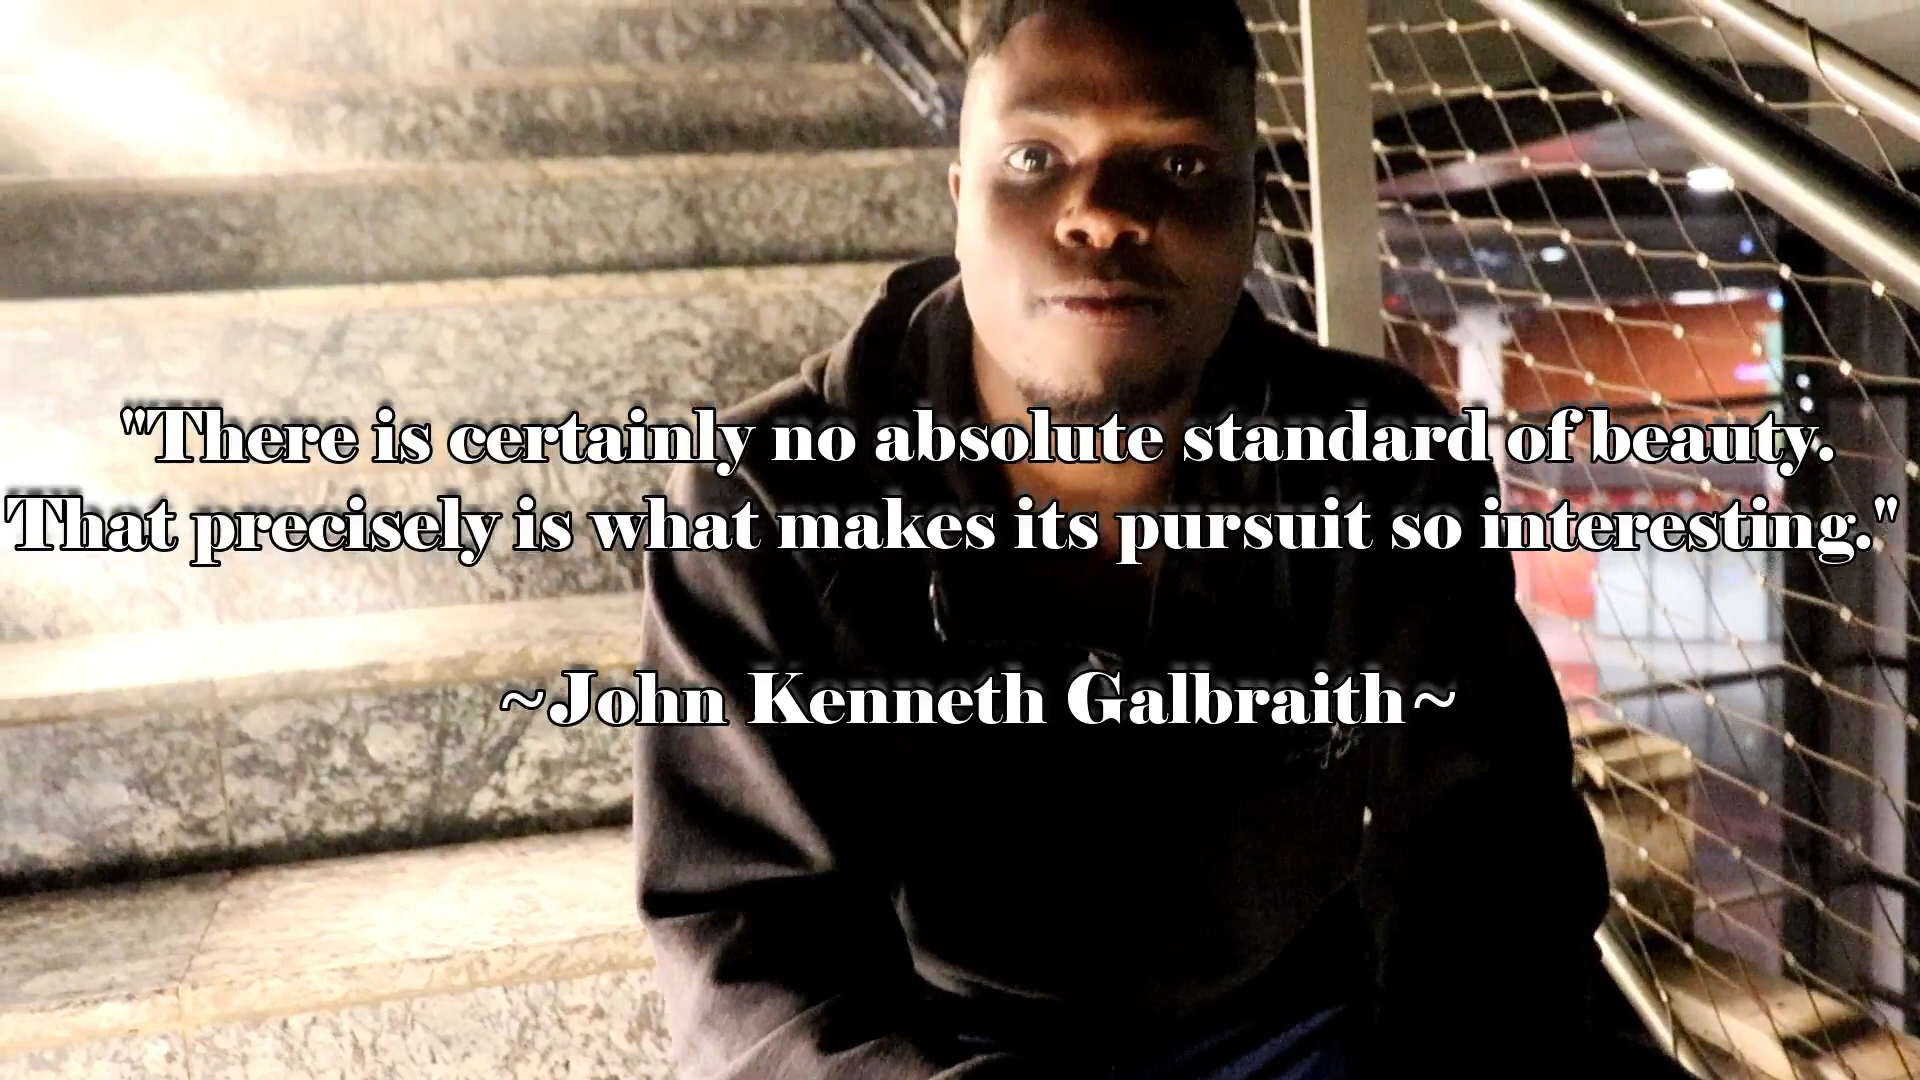 "There is certainly no absolute standard of beauty.
That precisely is what makes its pursuit so interesting."
~John Kenneth Galbraith~